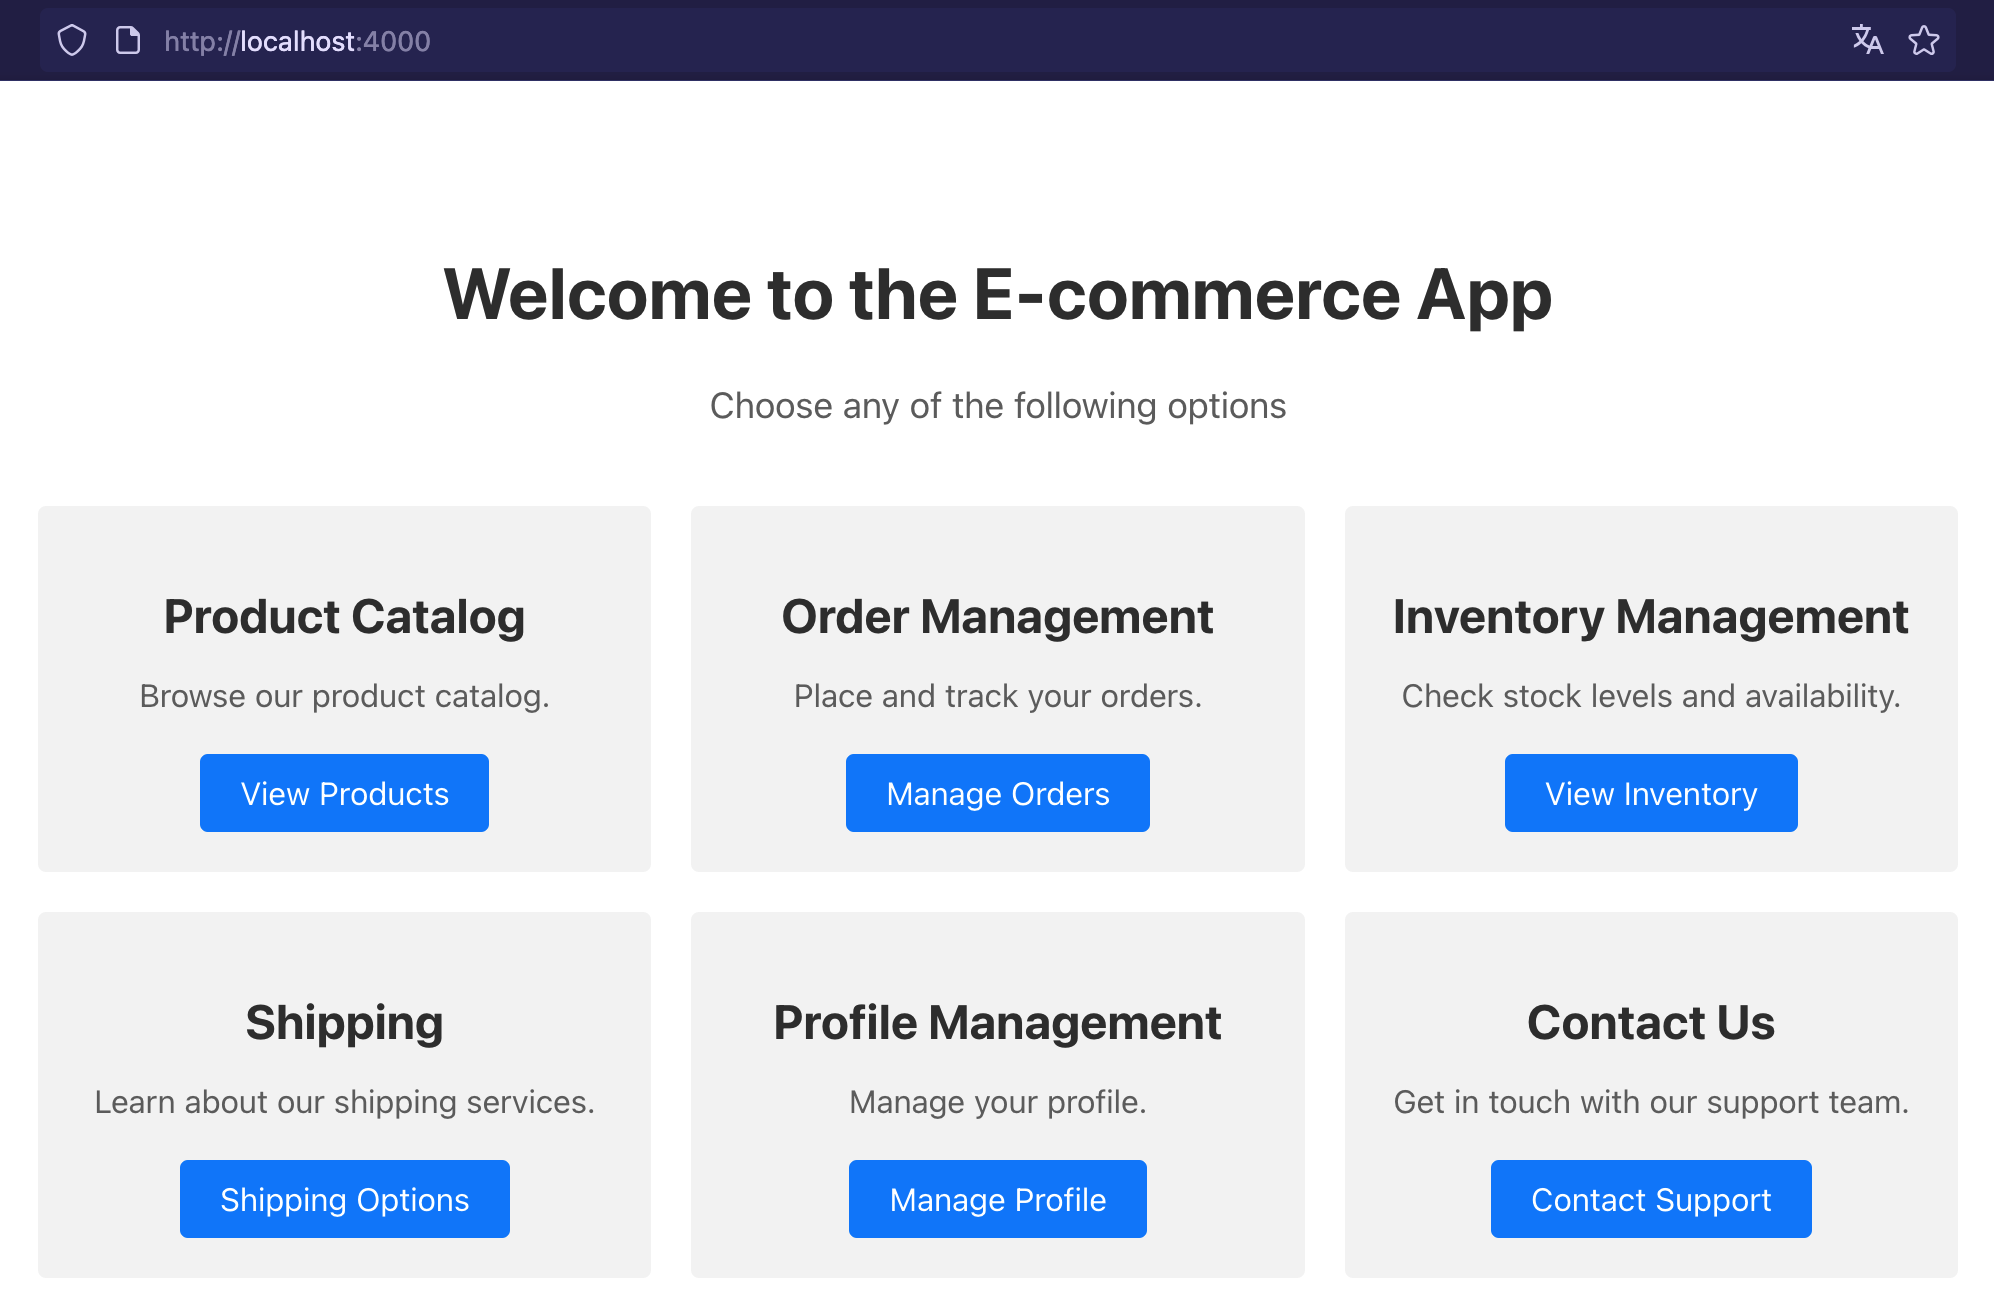 http://localhost:4000
Welcome to the E-commerce App
Choose any of the following options
Product Catalog
Browse our product catalog.
View Products
Order Management
Place and track your orders.
Manage Orders
Inventory Management
Check stock levels and availability.
View Inventory
Shipping
Learn about our shipping services.
Shipping Options
Profile Management
Manage your profile.
Manage Profile
Contact Us
Get in touch with our support team.
Contact Support